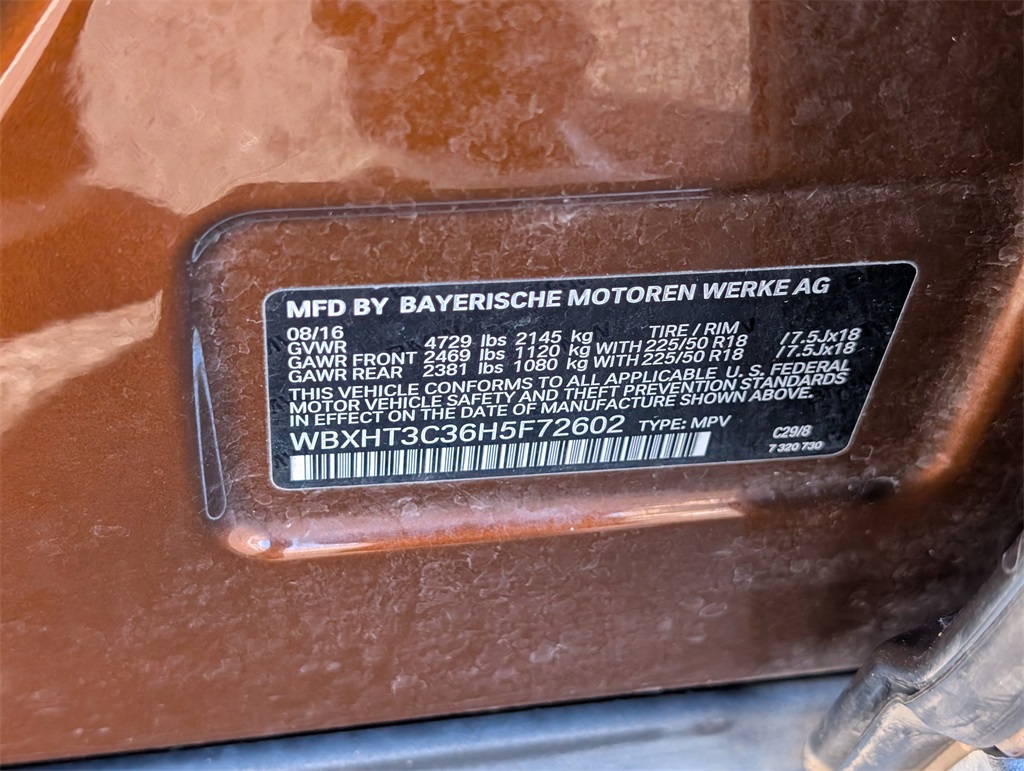 MFD BY BAYERISCHE MOTOREN WERKE AG
08/16 TIRE / RIM
GVWR 4729 lbs 2145 kg
GAWR FRONT 2469 lbs 1120 kg WITH 225/50 R18 /7.5Jx18
GAWR REAR 2381 lbs 1080 kg WITH 225/50 R18 /7.5Jx18
THIS VEHICLE CONFORMS TO ALL APPLICABLE U. S. FEDERAL
MOTOR VEHICLE SAFETY AND THEFT PREVENTION STANDARDS
IN EFFECT ON THE DATE OF MANUFACTURE SHOWN ABOVE.
WBXHT3C36H5F72602 TYPE: MPV
C29/8
7 320 730